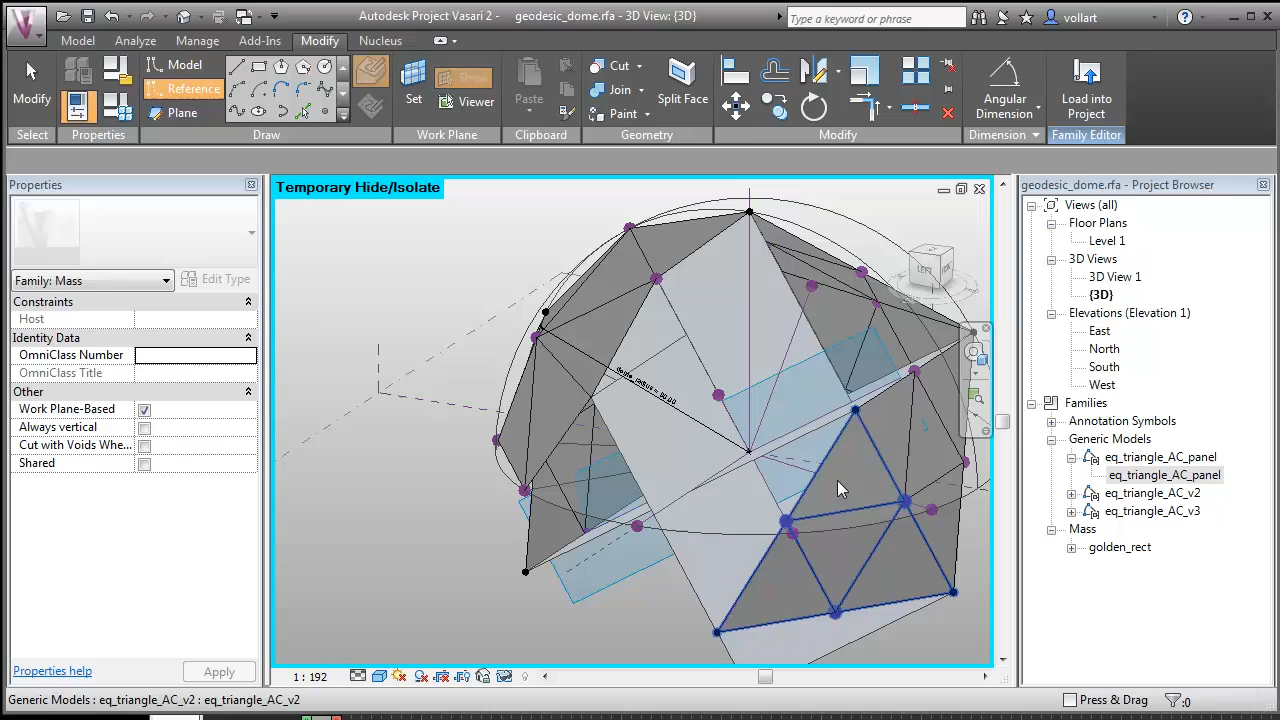 Autodesk Project Vasari 2 - geodesic_dome.rfa - 3D View: {3D}
Type a keyword or phrase
vollart
Model Analyze Manage Add-Ins Modify Nucleus
Modify
Select
Properties
Model
Reference
Plane
Draw
Set
Show
Viewer
Work Plane
Paste
Clipboard
Cut
Join
Paint
Split Face
Geometry
Modify
Angular Dimension
Dimension
Load into Project
Family Editor
Properties
Family: Mass
Edit Type
Constraints
Host
Identity Data
OmniClass Number
OmniClass Title
Other
Work Plane-Based
Always vertical
Cut with Voids Whe...
Shared
Properties help
Apply
Temporary Hide/Isolate
LEFT
1 : 192
geodesic_dome.rfa - Project Browser
Views (all)
Floor Plans
Level 1
3D Views
3D View 1
{3D}
Elevations (Elevation 1)
East
North
South
West
Families
Annotation Symbols
Generic Models
eq_triangle_AC_panel
eq_triangle_AC_panel
eq_triangle_AC_v2
eq_triangle_AC_v3
Mass
golden_rect
Generic Models : eq_triangle_AC_v2 : eq_triangle_AC_v2
Press & Drag
:0